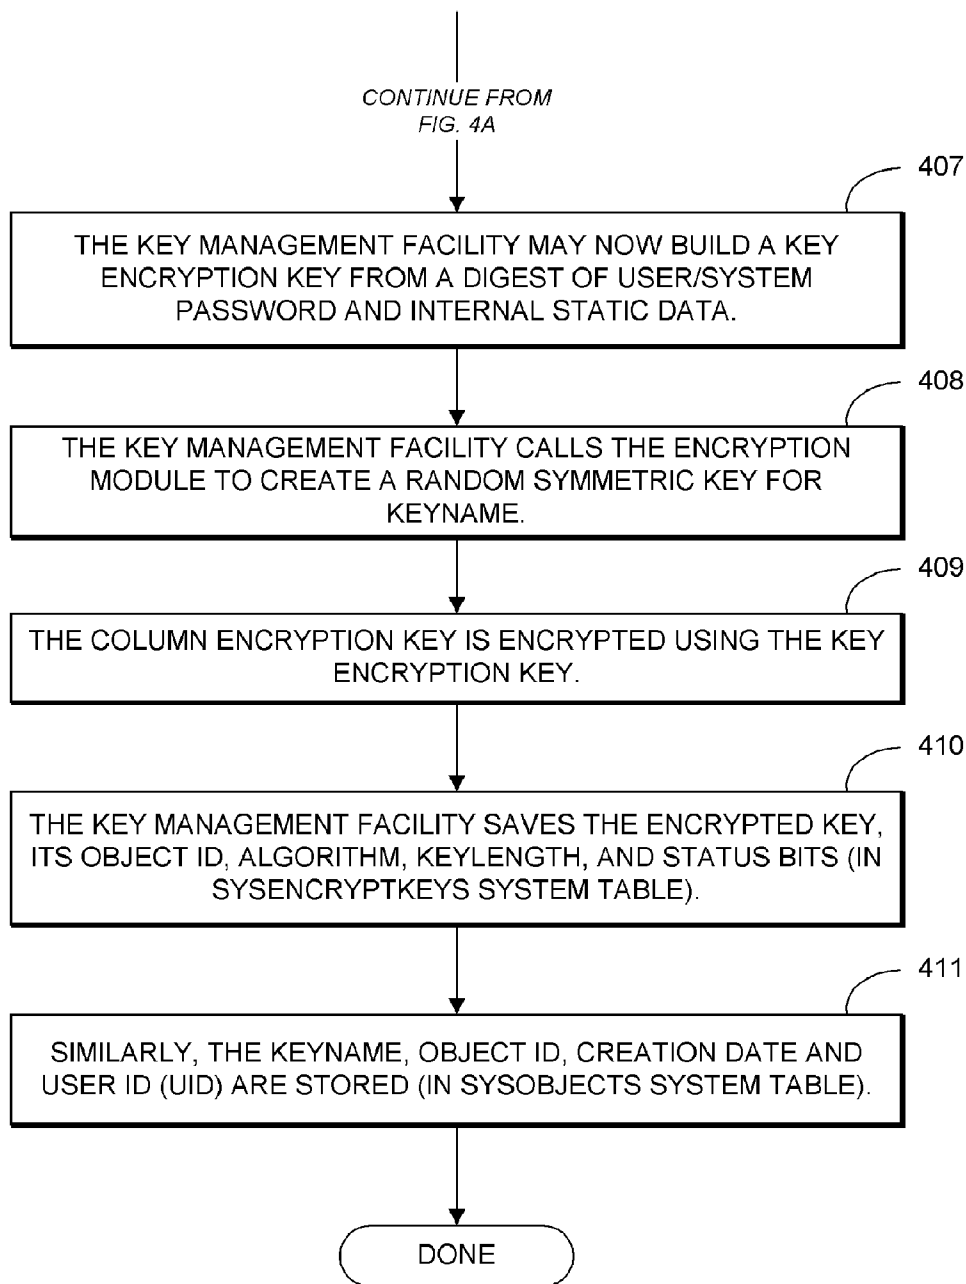 CONTINUE FROM
FIG. 4A
407
THE KEY MANAGEMENT FACILITY MAY NOW BUILD A KEY
ENCRYPTION KEY FROM A DIGEST OF USER/SYSTEM
PASSWORD AND INTERNAL STATIC DATA.
408
THE KEY MANAGEMENT FACILITY CALLS THE ENCRYPTION
MODULE TO CREATE A RANDOM SYMMETRIC KEY FOR
KEYNAME.
409
THE COLUMN ENCRYPTION KEY IS ENCRYPTED USING THE KEY
ENCRYPTION KEY.
410
THE KEY MANAGEMENT FACILITY SAVES THE ENCRYPTED KEY,
ITS OBJECT ID, ALGORITHM, KEYLENGTH, AND STATUS BITS (IN
SYSENCRYPTKEYS SYSTEM TABLE).
411
SIMILARLY, THE KEYNAME, OBJECT ID, CREATION DATE AND
USER ID (UID) ARE STORED (IN SYSOBJECTS SYSTEM TABLE).
DONE